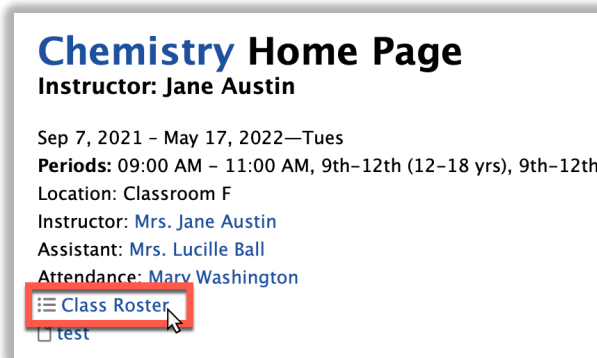 Chemistry Home Page
Instructor: Jane Austin
Sep 7, 2021 – May 17, 2022—Tues
Periods: 09:00 AM – 11:00 AM, 9th–12th (12–18 yrs), 9th–12th
Location: Classroom F
Instructor: Mrs. Jane Austin
Assistant: Mrs. Lucille Ball
Attendance: Mary Washington
Class Roster
test